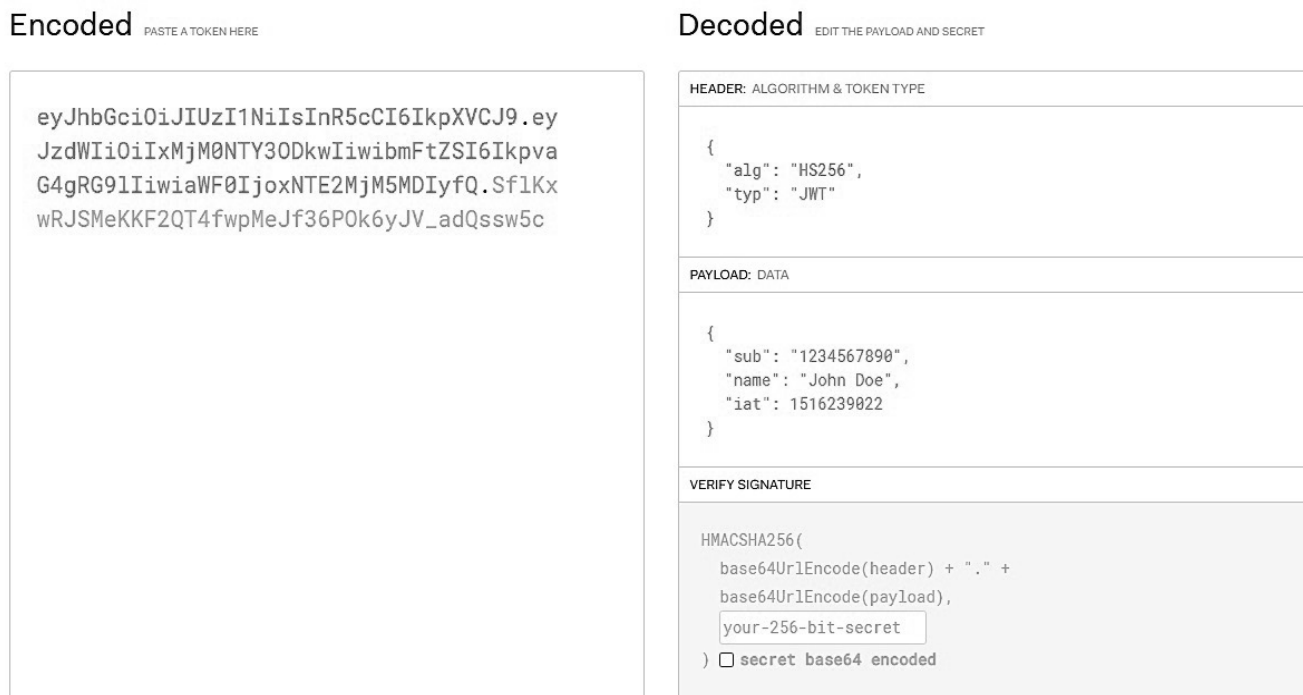 Encoded PASTE A TOKEN HERE
eyJhbGciOiJIUzI1NiIsInR5cCI6IkpXVCJ9.ey
JzdWIiOiIxMjM0NTY3ODkwIiwibmFtZSI6Ikpva
G4gRG9lIiwiaWF0IjoxNTE2MjM5MDIyfQ.SflKx
wRJSMeKKF2QT4fwpMeJf36POk6yJV_adQssw5c
Decoded EDIT THE PAYLOAD AND SECRET
HEADER: ALGORITHM & TOKEN TYPE
{
"alg": "HS256",
"typ": "JWT"
}
PAYLOAD: DATA
{
"sub": "1234567890",
"name": "John Doe",
"iat": 1516239022
}
VERIFY SIGNATURE
HMACSHA256(
base64UrlEncode(header) + "." +
base64UrlEncode(payload),
your-256-bit-secret
) secret base64 encoded